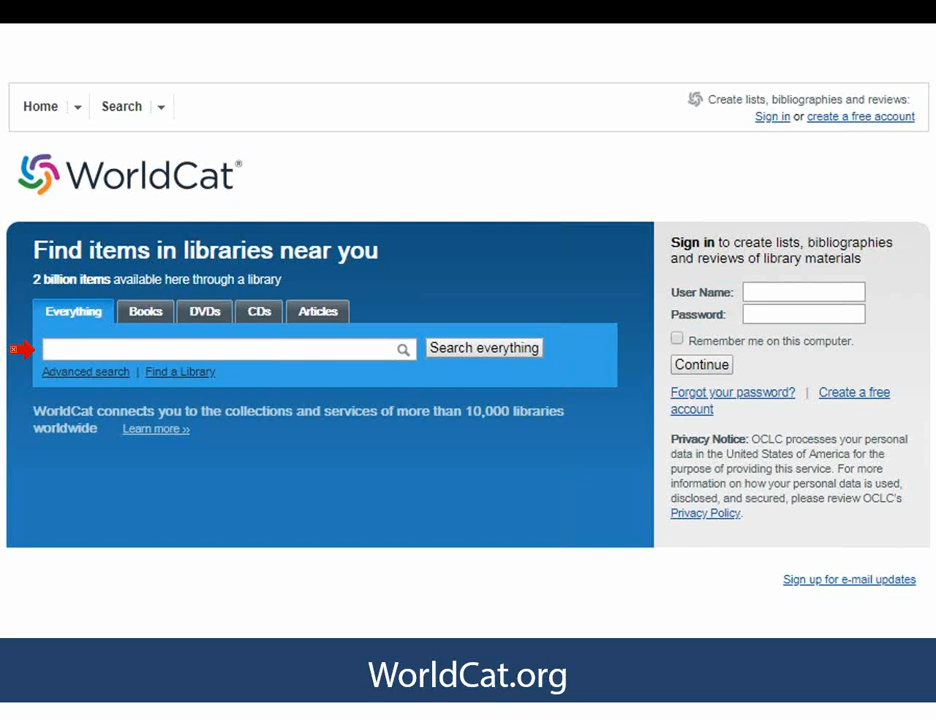 Home Search
Create lists, bibliographies and reviews:
Sign in or create a free account
WorldCat®
Find items in libraries near you
2 billion items available here through a library
Everything Books DVDs CDs Articles
Search everything
Advanced search | Find a Library
WorldCat connects you to the collections and services of more than 10,000 libraries
worldwide Learn more ››
Sign in to create lists, bibliographies
and reviews of library materials
User Name:
Password:
Remember me on this computer.
Continue
Forgot your password? | Create a free
account
Privacy Notice: OCLC processes your personal
data in the United States of America for the
purpose of providing this service. For more
information on how your personal data is used,
disclosed, and secured, please review OCLC's
Privacy Policy.
Sign up for e-mail updates
WorldCat.org